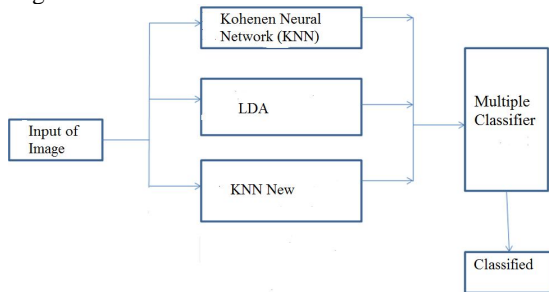 Kohenen Neural
Network (KNN)
LDA
Input of
Image
KNN New
Multiple
Classifier
Classified